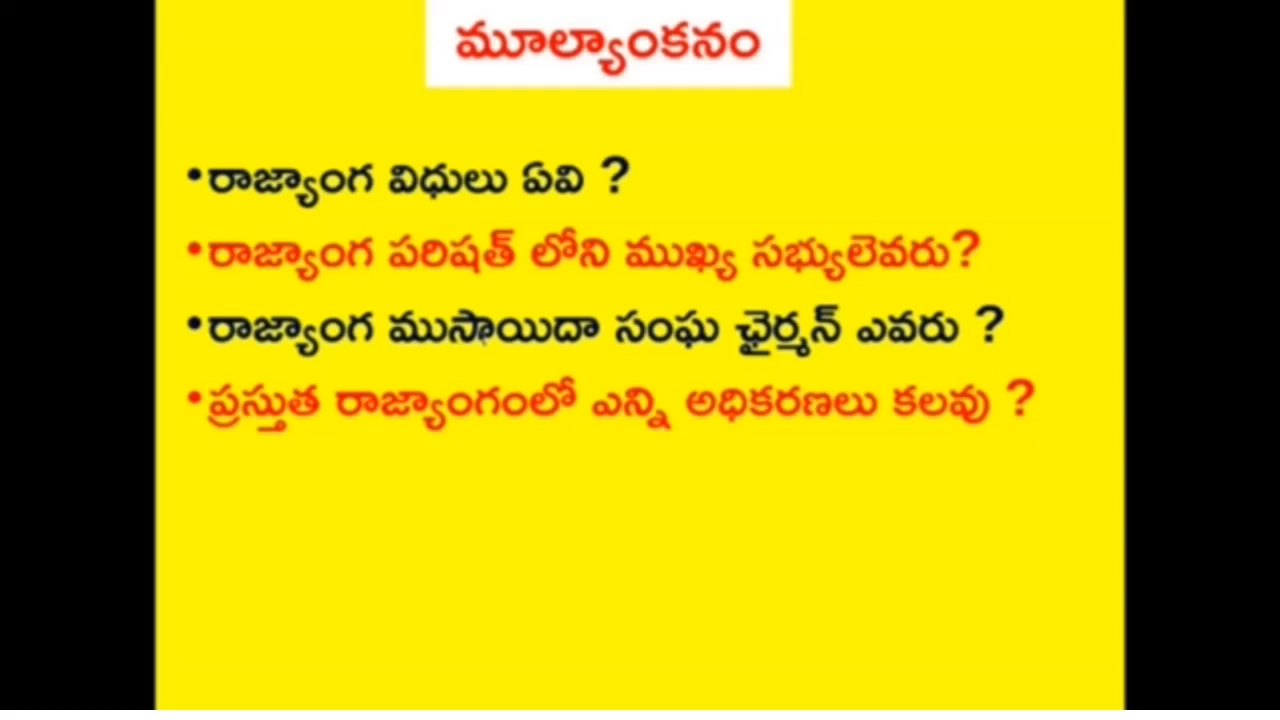 మూల్యాంకనం
•రాజ్యాంగ విధులు ఏవి ?
•రాజ్యాంగ పరిషత్ లోని ముఖ్య సభ్యులెవరు?
•రాజ్యాంగ ముసాయిదా సంఘ ఛైర్మన్ ఎవరు ?
•ప్రస్తుత రాజ్యాంగంలో ఎన్ని అధికరణలు కలవు ?